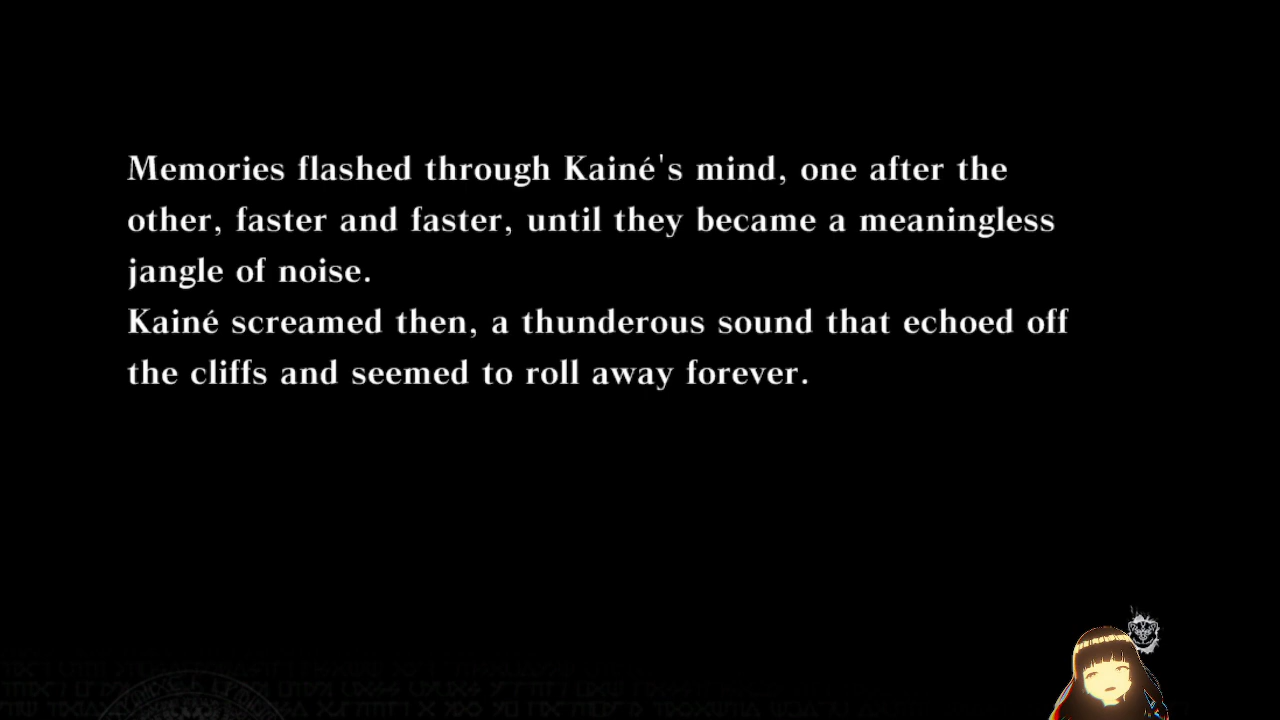 Memories flashed through Kainé's mind, one after the
other, faster and faster, until they became a meaningless
jangle of noise.
Kainé screamed then, a thunderous sound that echoed off
the cliffs and seemed to roll away forever.